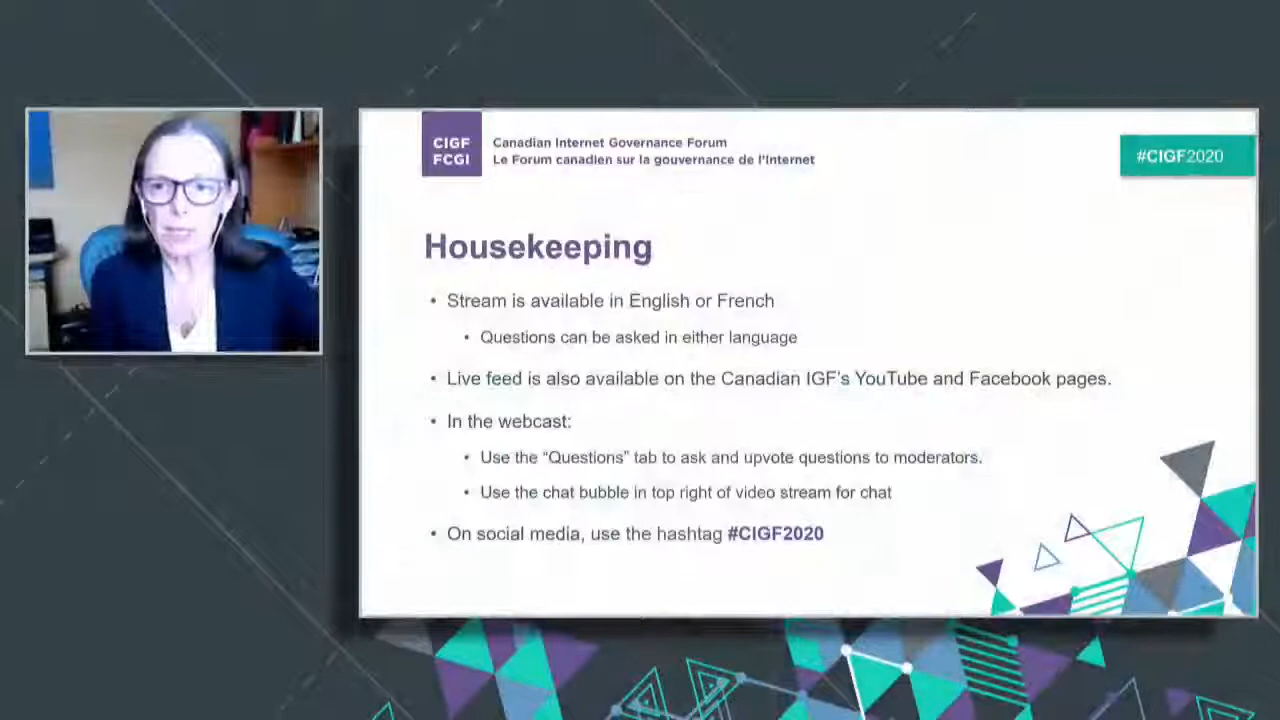 CIGF
FCGI
Canadian Internet Governance Forum
Le Forum canadien sur la gouvernance de l'Internet
#CIGF2020
Housekeeping
• Stream is available in English or French
• Questions can be asked in either language
• Live feed is also available on the Canadian IGF's YouTube and Facebook pages.
• In the webcast:
• Use the “Questions” tab to ask and upvote questions to moderators.
• Use the chat bubble in top right of video stream for chat
• On social media, use the hashtag #CIGF2020